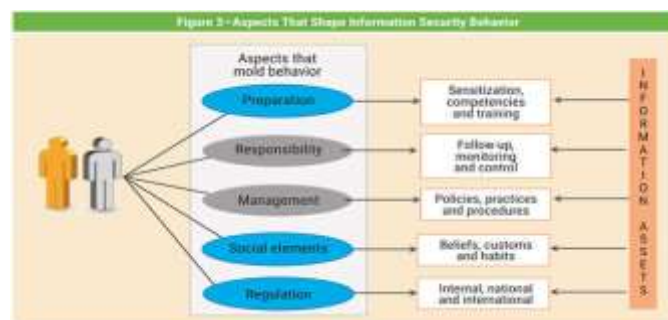 Figure 3—Aspects That Shape Information Security Behavior
Aspects that
mold behavior
Preparation
Sensitization,
competencies
and training
Responsibility
Follow-up,
monitoring
and control
Management
Policies, practices
and procedures
Social elements
Beliefs, customs
and habits
Regulation
Internal, national
and international
INFORMATION ASSETS